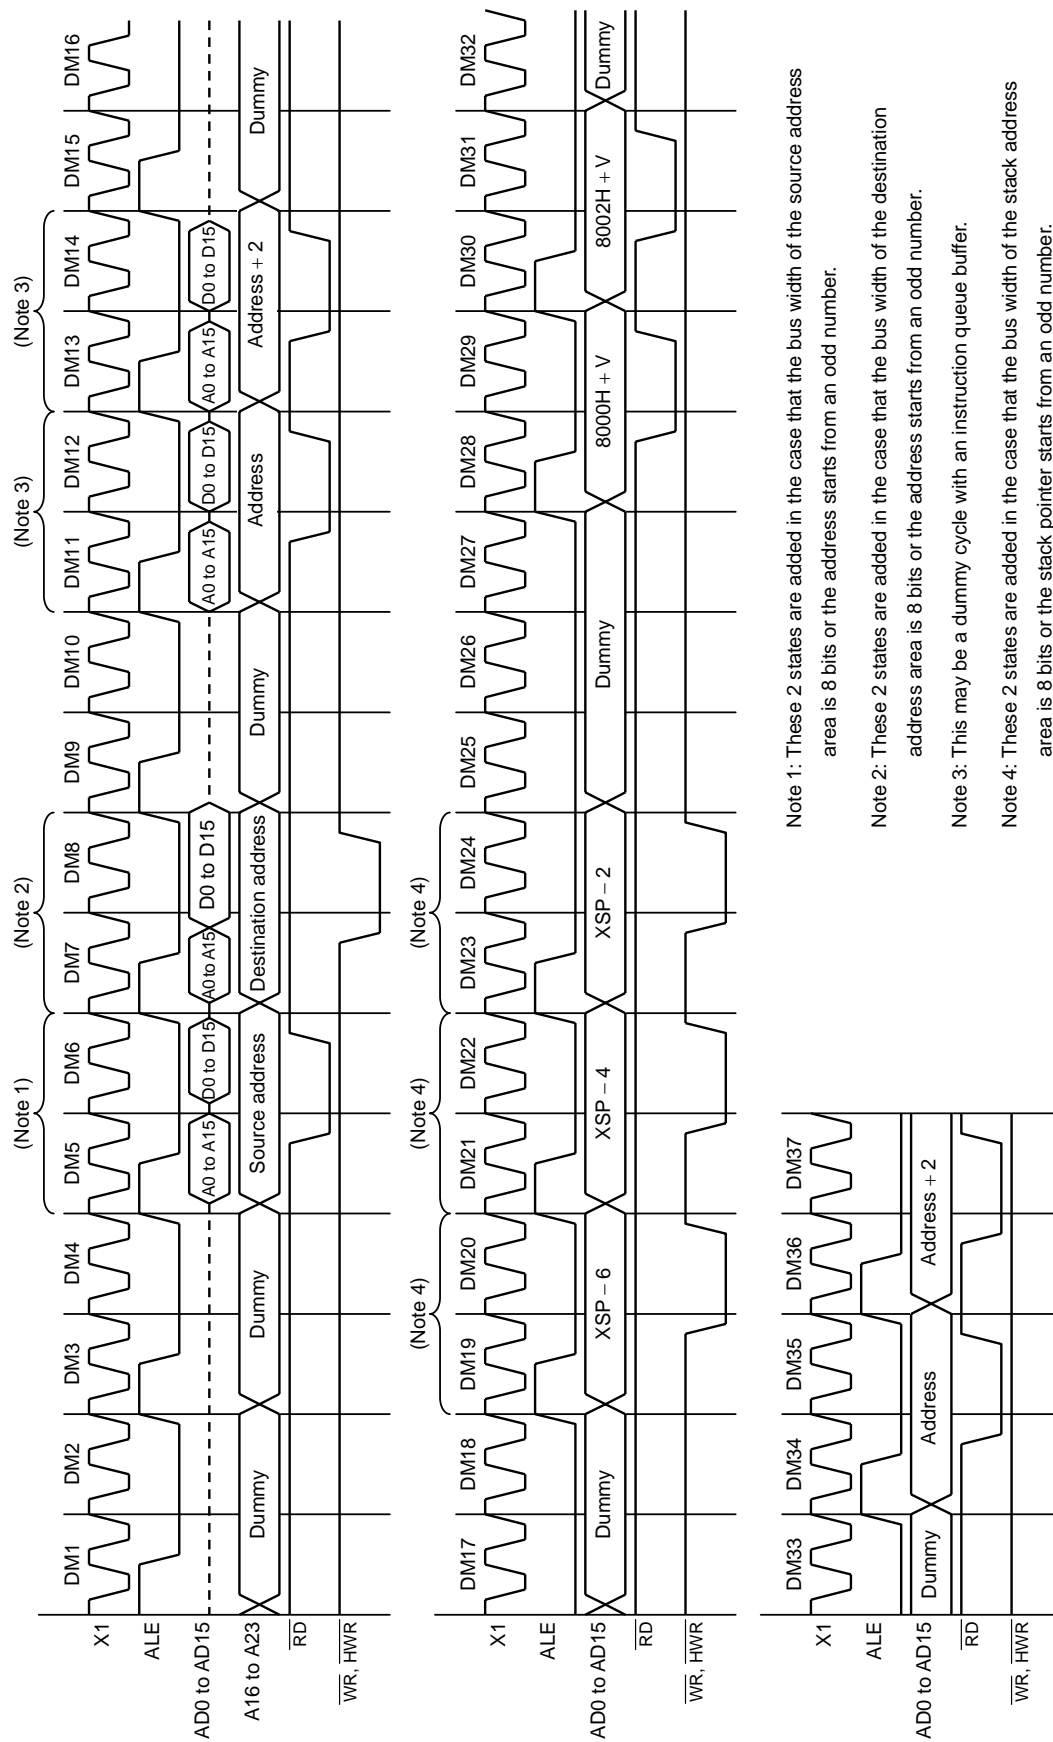 (Note 1) (Note 2) (Note 3) (Note 3)
DM1 DM2 DM3 DM4 DM5 DM6 DM7 DM8 DM9 DM10 DM11 DM12 DM13 DM14 DM15 DM16
X1
ALE
AD0 to AD15 A0 to A15 D0 to D15 A0 to A15 D0 to D15 A0 to A15 D0 to D15 A0 to A15 D0 to D15
A16 to A23 Dummy Dummy Source address Destination address Dummy Address Address + 2 Dummy
RD
WR, HWR
(Note 4) (Note 4) (Note 4)
DM17 DM18 DM19 DM20 DM21 DM22 DM23 DM24 DM25 DM26 DM27 DM28 DM29 DM30 DM31 DM32
X1
ALE
AD0 to AD15 Dummy XSP – 6 XSP – 4 XSP – 2 Dummy 8000H + V 8002H + V Dummy
RD
WR, HWR
DM33 DM34 DM35 DM36 DM37
X1
ALE
AD0 to AD15 Dummy Address Address + 2
RD
WR, HWR
Note 1: These 2 states are added in the case that the bus width of the source address
area is 8 bits or the address starts from an odd number.
Note 2: These 2 states are added in the case that the bus width of the destination
address area is 8 bits or the address starts from an odd number.
Note 3: This may be a dummy cycle with an instruction queue buffer.
Note 4: These 2 states are added in the case that the bus width of the stack address
area is 8 bits or the stack pointer starts from an odd number.